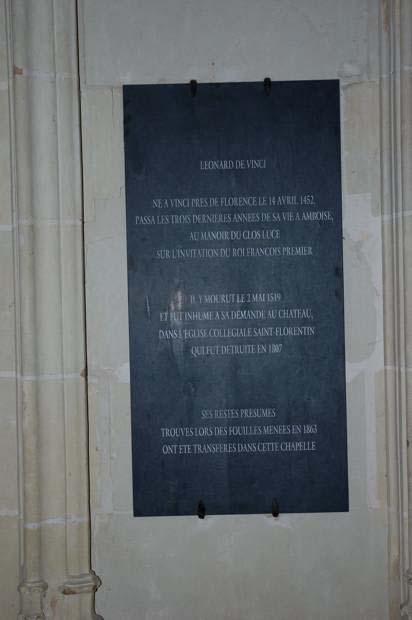 LEONARD DE VINCI
NE A VINCI PRES DE FLORENCE LE 14 AVRIL 1452,
PASSA LES TROIS DERNIERES ANNEES DE SA VIE A AMBOISE,
AU MANOIR DU CLOS LUCE
SUR L'INVITATION DU ROI FRANCOIS PREMIER
IL Y MOURUT LE 2 MAI 1519
ET FUT INHUME A SA DEMANDE AU CHATEAU,
DANS L'EGLISE COLLEGIALE SAINT-FLORENTIN
QUI FUT DETRUITE EN 1807
SES RESTES PRESUMES
TROUVES LORS DES FOUILLES MENEES EN 1863
ONT ETE TRANSFERES DANS CETTE CHAPELLE